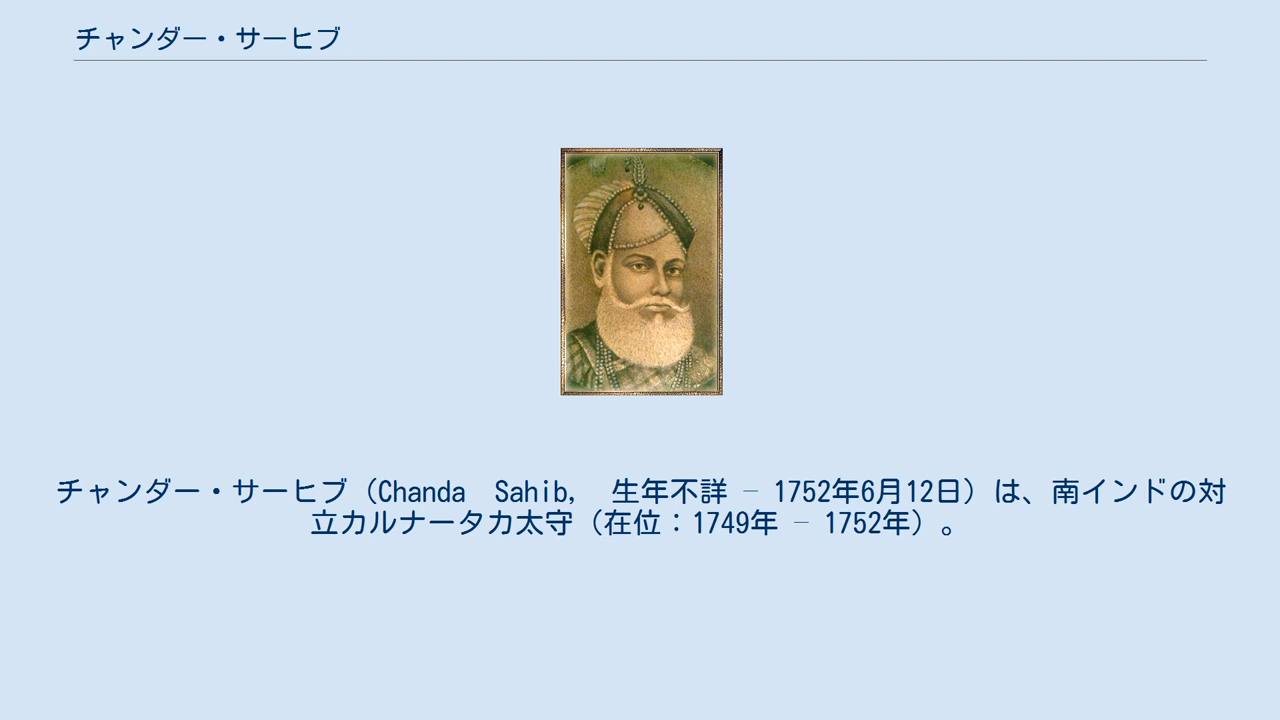 チャンダー・サーヒブ
チャンダー・サーヒブ（Chanda Sahib, 生年不詳 – 1752年6月12日）は、南インドの対
立カルナータカ太守（在位：1749年 – 1752年）。